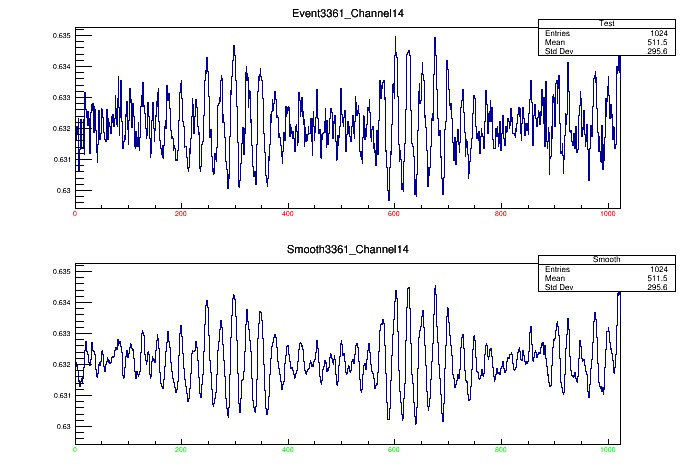 Event3361_Channel14
Test
Entries 1024
Mean 511.5
Std Dev 295.6
0.635
0.634
0.633
0.632
0.631
0.63
0 200 400 600 800 1000
Smooth3361_Channel14
Smooth
Entries 1024
Mean 511.5
Std Dev 295.6
0.635
0.634
0.633
0.632
0.631
0.63
0 200 400 600 800 1000